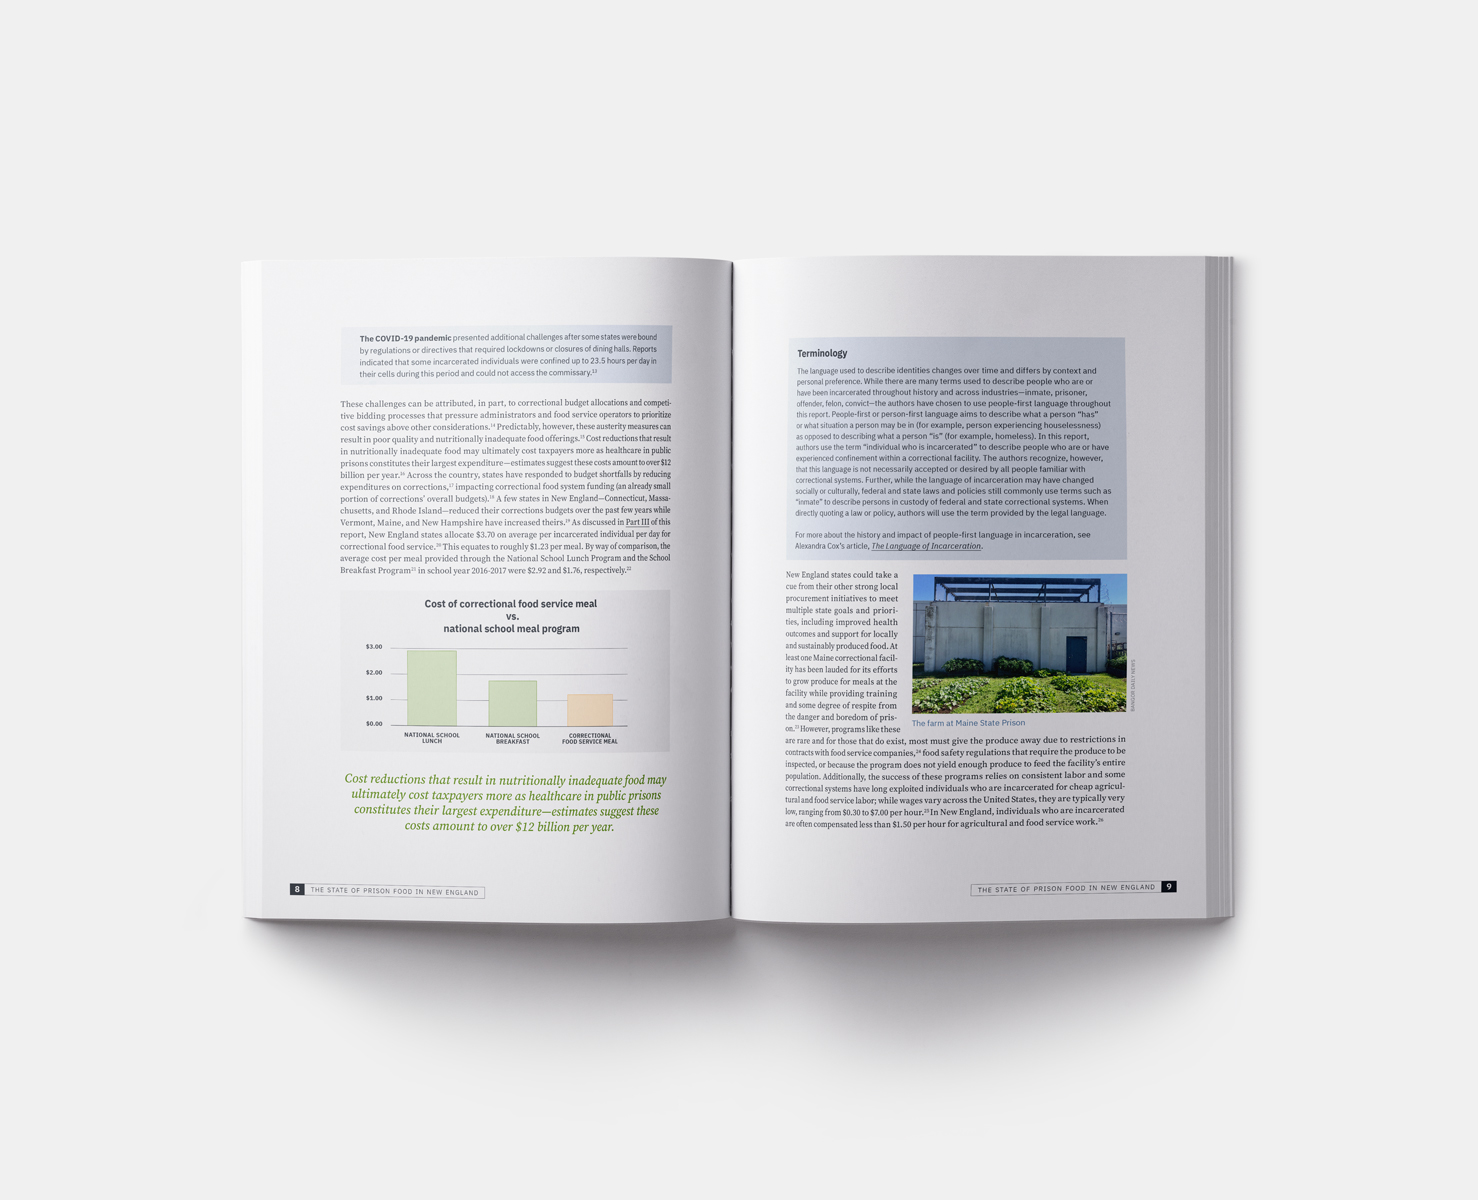 The COVID-19 pandemic presented additional challenges after some states were bound
by regulations or directives that required lockdowns or closures of dining halls. Reports
indicated that some incarcerated individuals were confined up to 23.5 hours per day in
their cells during this period and could not access the commissary.¹³
These challenges can be attributed, in part, to correctional budget allocations and competi-
tive bidding processes that pressure administrators and food service operators to prioritize
cost savings above other considerations.¹⁴ Predictably, however, these austerity measures can
result in poor quality and nutritionally inadequate food offerings.¹⁵ Cost reductions that result
in nutritionally inadequate food may ultimately cost taxpayers more as healthcare in public
prisons constitutes their largest expenditure—estimates suggest these costs amount to over $12
billion per year.¹⁶ Across the country, states have responded to budget shortfalls by reducing
expenditures on corrections,¹⁷ impacting correctional food system funding (an already small
portion of corrections’ overall budgets).¹⁸ A few states in New England—Connecticut, Massa-
chusetts, and Rhode Island—reduced their corrections budgets over the past few years while
Vermont, Maine, and New Hampshire have increased theirs.¹⁹ As discussed in Part III of this
report, New England states allocate $3.70 on average per incarcerated individual per day for
correctional food service.²⁰ This equates to roughly $1.23 per meal. By way of comparison, the
average cost per meal provided through the National School Lunch Program and the School
Breakfast Program²¹ in school year 2016-2017 were $2.92 and $1.76, respectively.²²
Cost of correctional food service meal
vs.
national school meal program
$3.00
$2.00
$1.00
$0.00
NATIONAL SCHOOL
LUNCH
NATIONAL SCHOOL
BREAKFAST
CORRECTIONAL
FOOD SERVICE MEAL
Cost reductions that result in nutritionally inadequate food may
ultimately cost taxpayers more as healthcare in public prisons
constitutes their largest expenditure—estimates suggest these
costs amount to over $12 billion per year.
8 THE STATE OF PRISON FOOD IN NEW ENGLAND
Terminology
The language used to describe identities changes over time and differs by context and
personal preference. While there are many terms used to describe people who are or
have been incarcerated throughout history and across industries—inmate, prisoner,
offender, felon, convict—the authors have chosen to use people-first language throughout
this report. People-first or person-first language aims to describe what a person “has”
or what situation a person may be in (for example, person experiencing houselessness)
as opposed to describing what a person “is” (for example, homeless). In this report,
authors use the term “individual who is incarcerated” to describe people who are or have
experienced confinement within a correctional facility. The authors recognize, however,
that this language is not necessarily accepted or desired by all people familiar with
correctional systems. Further, while the language of incarceration may have changed
socially or culturally, federal and state laws and policies still commonly use terms such as
“inmate” to describe persons in custody of federal and state correctional systems. When
directly quoting a law or policy, authors will use the term provided by the legal language.
For more about the history and impact of people-first language in incarceration, see
Alexandra Cox’s article, The Language of Incarceration.
New England states could take a
cue from their other strong local
procurement initiatives to meet
multiple state goals and priori-
ties, including improved health
outcomes and support for locally
and sustainably produced food. At
least one Maine correctional facil-
ity has been lauded for its efforts
to grow produce for meals at the
facility while providing training
and some degree of respite from
the danger and boredom of pris-
on.²³ However, programs like these
BANGOR DAILY NEWS
The farm at Maine State Prison
are rare and for those that do exist, most must give the produce away due to restrictions in
contracts with food service companies,²⁴ food safety regulations that require the produce to be
inspected, or because the program does not yield enough produce to feed the facility’s entire
population. Additionally, the success of these programs relies on consistent labor and some
correctional systems have long exploited individuals who are incarcerated for cheap agricul-
tural and food service labor; while wages vary across the United States, they are typically very
low, ranging from $0.30 to $7.00 per hour.²⁵ In New England, individuals who are incarcerated
are often compensated less than $1.50 per hour for agricultural and food service work.²⁶
THE STATE OF PRISON FOOD IN NEW ENGLAND 9